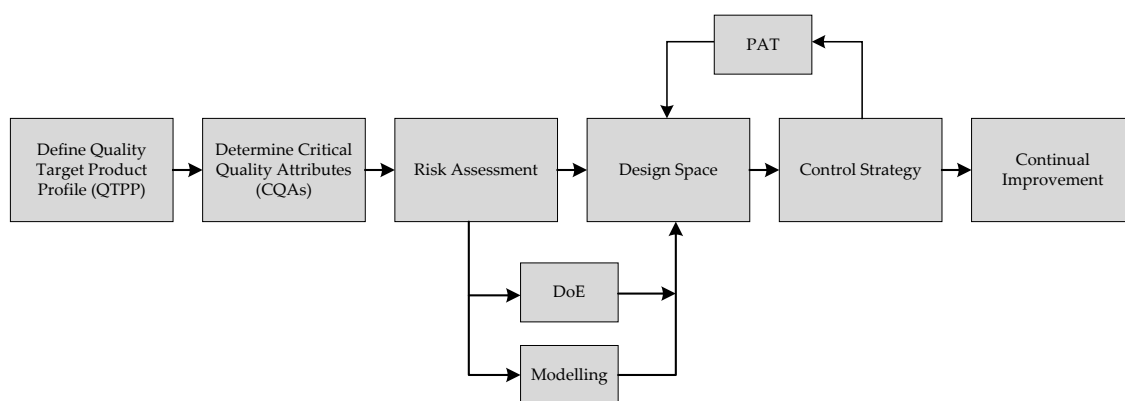 PAT
Define Quality
Target Product
Profile (QTPP)
Determine Critical
Quality Attributes
(CQAs)
Risk Assessment
Design Space
Control Strategy
Continual
Improvement
DoE
Modelling